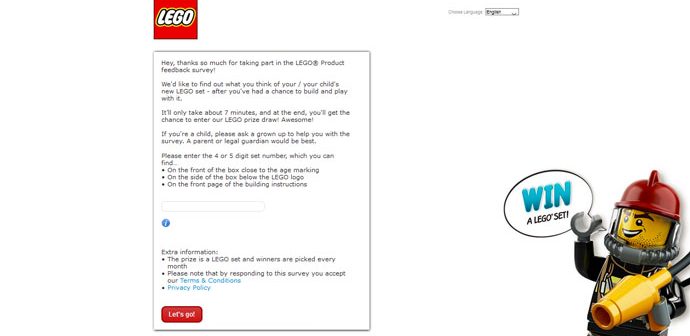 LEGO
Choose Language: English
Hey, thanks so much for taking part in the LEGO® Product
feedback survey!
We'd like to find out what you think of your / your child's
new LEGO set - after you've had a chance to build and play
with it.
It'll only take about 7 minutes, and at the end, you'll get the
chance to enter our LEGO prize draw! Awesome!
If you're a child, please ask a grown up to help you with the
survey. A parent or legal guardian would be best.
Please enter the 4 or 5 digit set number, which you can
find...
• On the front of the box close to the age marking
• On the side of the box below the LEGO logo
• On the front page of the building instructions
i
WIN
A LEGO® SET!
Extra information:
• The prize is a LEGO set and winners are picked every
month
• Please note that by responding to this survey you accept
our Terms & Conditions
• Privacy Policy
Let's go!